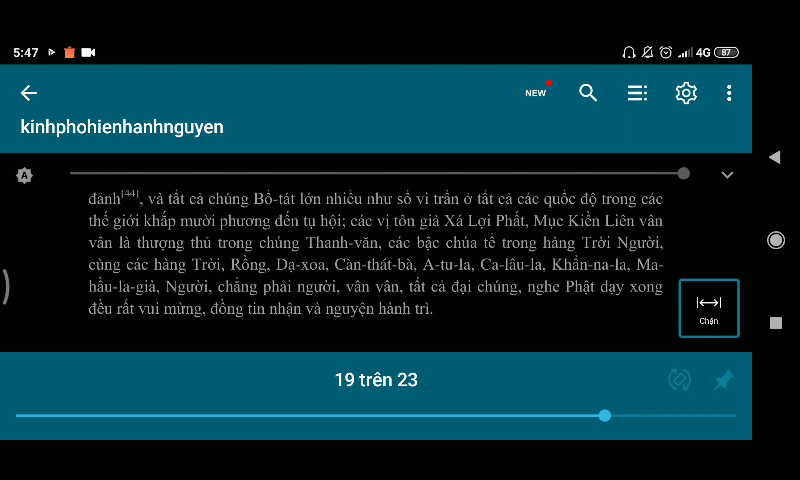 5:47
4G 87
NEW
kinhphohienhanhnguyen
A
đảnh[44], và tất cả chúng Bồ-tát lớn nhiều như số vi trần ở tất cả các quốc độ trong các
thế giới khắp mười phương đến tụ hội; các vị tôn giả Xá Lợi Phất, Mục Kiền Liên vân
vân là thượng thủ trong chúng Thanh-văn, các bậc chúa tể trong hàng Trời Người,
cùng các hàng Trời, Rồng, Dạ-xoa, Càn-thát-bà, A-tu-la, Ca-lâu-la, Khẩn-na-la, Ma-
hầu-la-già, Người, chẳng phải người, vân vân, tất cả đại chúng, nghe Phật dạy xong
đều rất vui mừng, đồng tin nhận và nguyện hành trì.
Chặn
19 trên 23